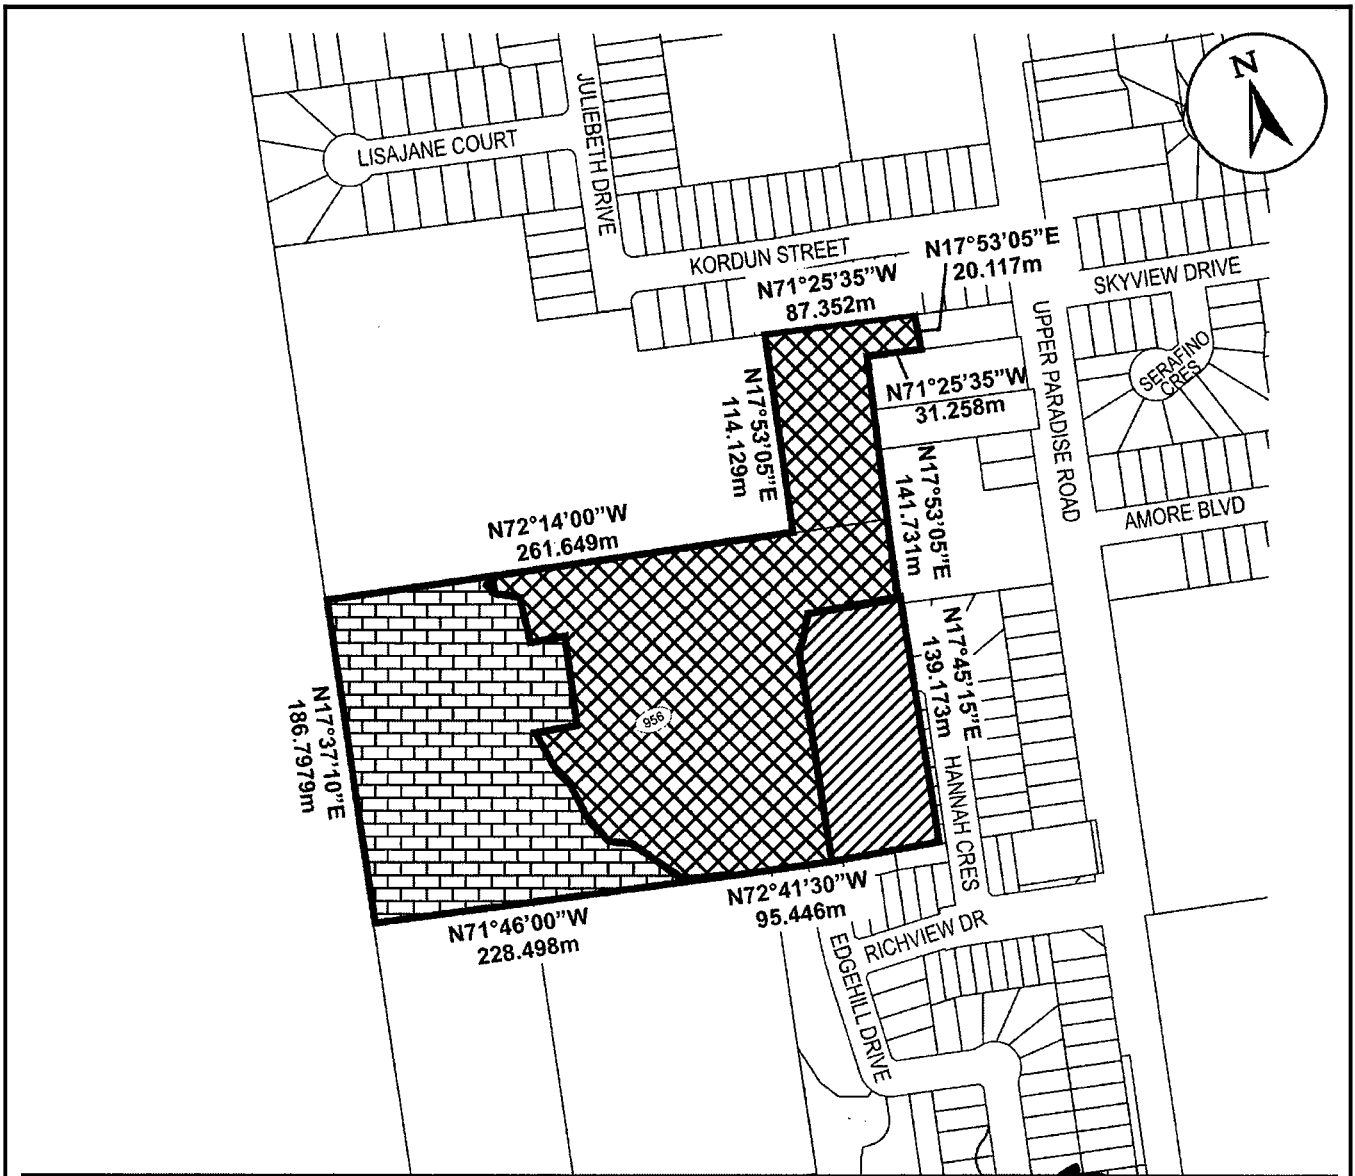 N
JULIEBETH DRIVE
LISAJANE COURT
KORDUN STREET
N17°53'05"E
20.117m
N71°25'35"W
87.352m
SKYVIEW DRIVE
UPPER PARADISE ROAD
SERAFINO
CRES
N71°25'35"W
31.258m
N17°53'05"E
114.129m
N17°53'05"E
141.731m
AMORE BLVD
N72°14'00"W
261.649m
N17°45'15"E
139.173m
956
N17°37'10"E
186.7979m
HANNAH CRES
N72°41'30"W
95.446m
N71°46'00"W
228.498m
RICHVIEW DR
EDGEHILL DRIVE